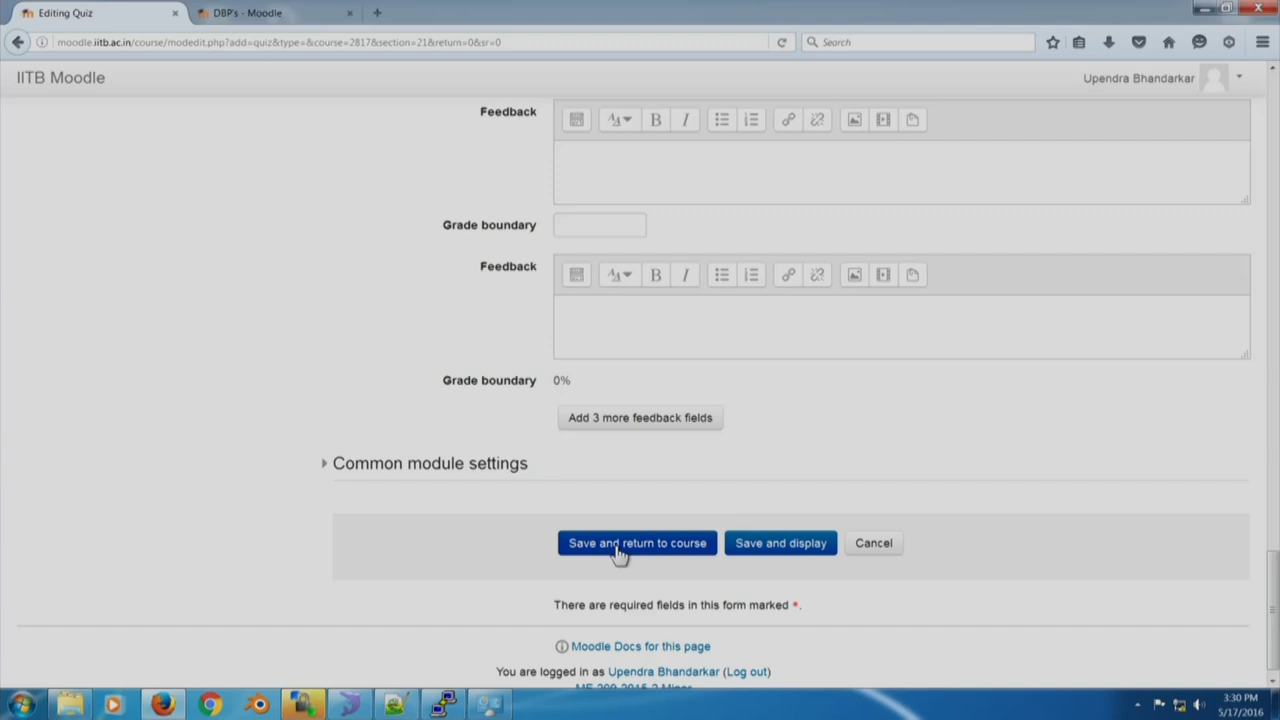 Editing Quiz
DBP's - Moodle
moodle.iitb.ac.in/course/modedit.php?add=quiz&type=&course=2817&section=21&return=0&sr=0
Search
IITB Moodle
Upendra Bhandarkar
Feedback
Grade boundary
Feedback
Grade boundary
0%
Add 3 more feedback fields
Common module settings
Save and return to course
Save and display
Cancel
There are required fields in this form marked *.
Moodle Docs for this page
You are logged in as Upendra Bhandarkar (Log out)
3:30 PM
5/17/2016